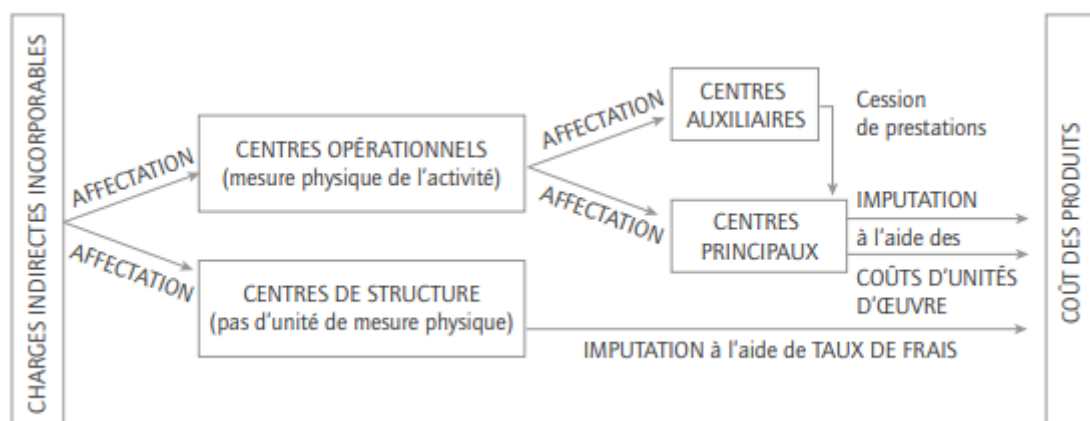 CHARGES INDIRECTES INCORPORABLES
AFFECTATION
AFFECTATION
CENTRES OPÉRATIONNELS
(mesure physique de l'activité)
CENTRES DE STRUCTURE
(pas d'unité de mesure physique)
AFFECTATION
AFFECTATION
CENTRES
AUXILIAIRES
Cession
de prestations
CENTRES
PRINCIPAUX
IMPUTATION
à l'aide des
COÛTS D'UNITÉS
D'ŒUVRE
IMPUTATION à l'aide de TAUX DE FRAIS
COÛT DES PRODUITS